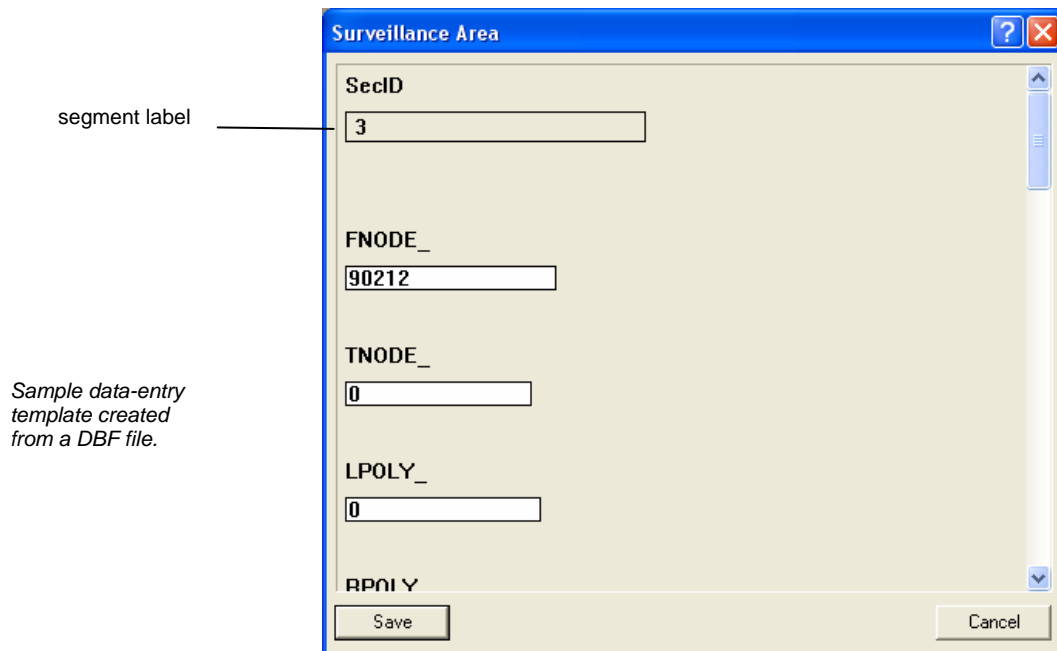 Surveillance Area
SecID
segment label
3
FNODE_
90212
TNODE_
0
Sample data-entry
template created
from a DBF file.
LPOLY_
0
RPOLY
Save
Cancel